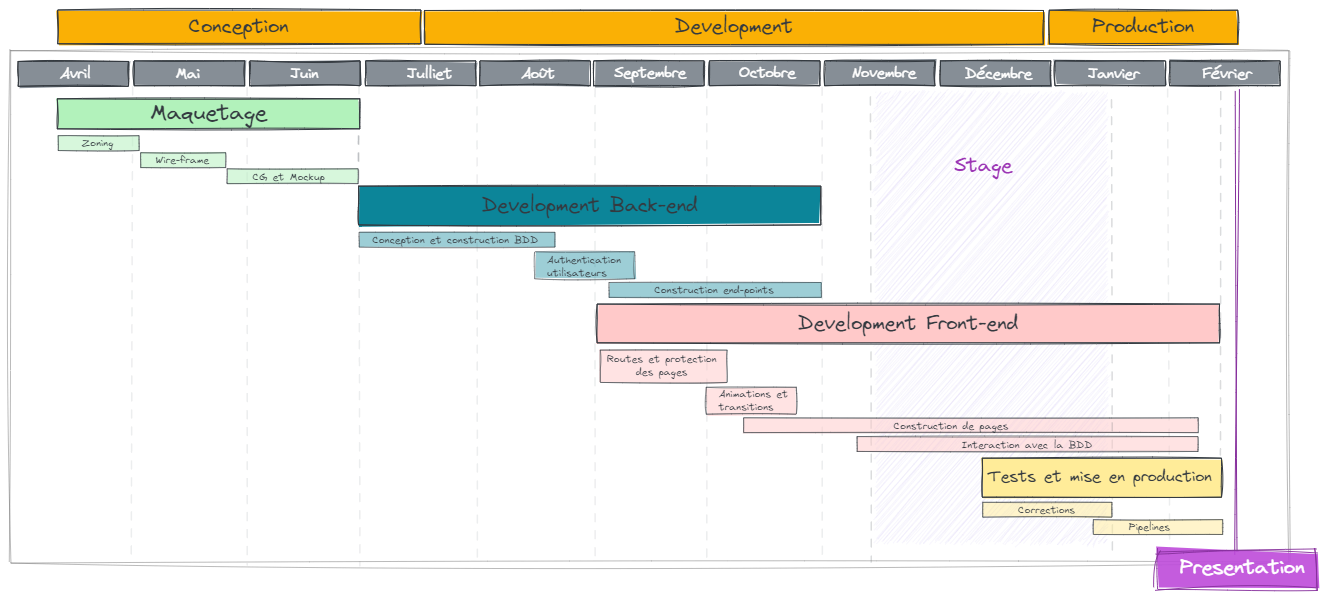 Conception
Development
Production
Avril
Mai
Juin
Julliet
Août
Septembre
Octobre
Novembre
Décembre
Janvier
Février
Maquetage
Zoning
Wire-frame
CG et Mockup
Stage
Development Back-end
Conception et construction BDD
Authentication
utilisateurs
Construction end-points
Development Front-end
Routes et protection
des pages
Animations et
transitions
Construction de pages
Interaction avec la BDD
Tests et mise en production
Corrections
Pipelines
Presentation